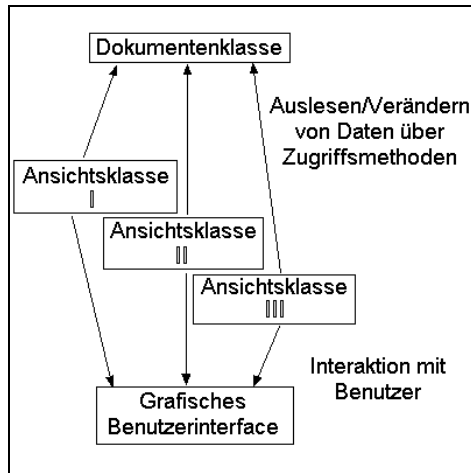 Dokumentenklasse
Auslesen/Verändern
von Daten über
Zugriffsmethoden
Ansichtsklasse
I
Ansichtsklasse
II
Ansichtsklasse
III
Interaktion mit
Benutzer
Grafisches
Benutzerinterface